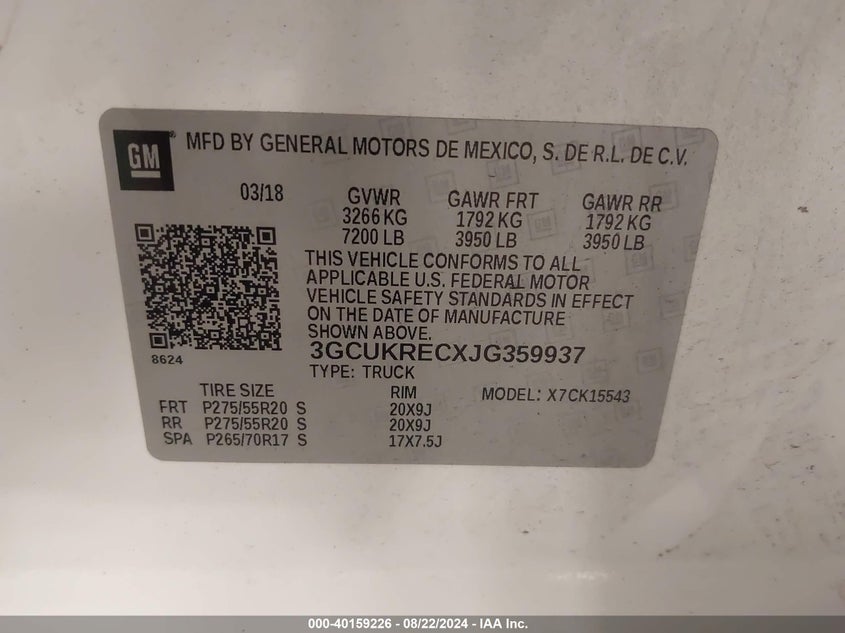 GM ® MFD BY GENERAL MOTORS DE MEXICO, S. DE R.L. DE C.V.
03/18 GVWR GAWR FRT GAWR RR
3266 KG 1792 KG 1792 KG
7200 LB 3950 LB 3950 LB
THIS VEHICLE CONFORMS TO ALL
APPLICABLE U.S. FEDERAL MOTOR
VEHICLE SAFETY STANDARDS IN EFFECT
ON THE DATE OF MANUFACTURE
SHOWN ABOVE.
8624
3GCUKRECXJG359937
TYPE: TRUCK
TIRE SIZE RIM MODEL: X7CK15543
FRT P275/55R20 S 20X9J
RR P275/55R20 S 20X9J
SPA P265/70R17 S 17X7.5J
000-40159226 - 08/22/2024 - IAA Inc.